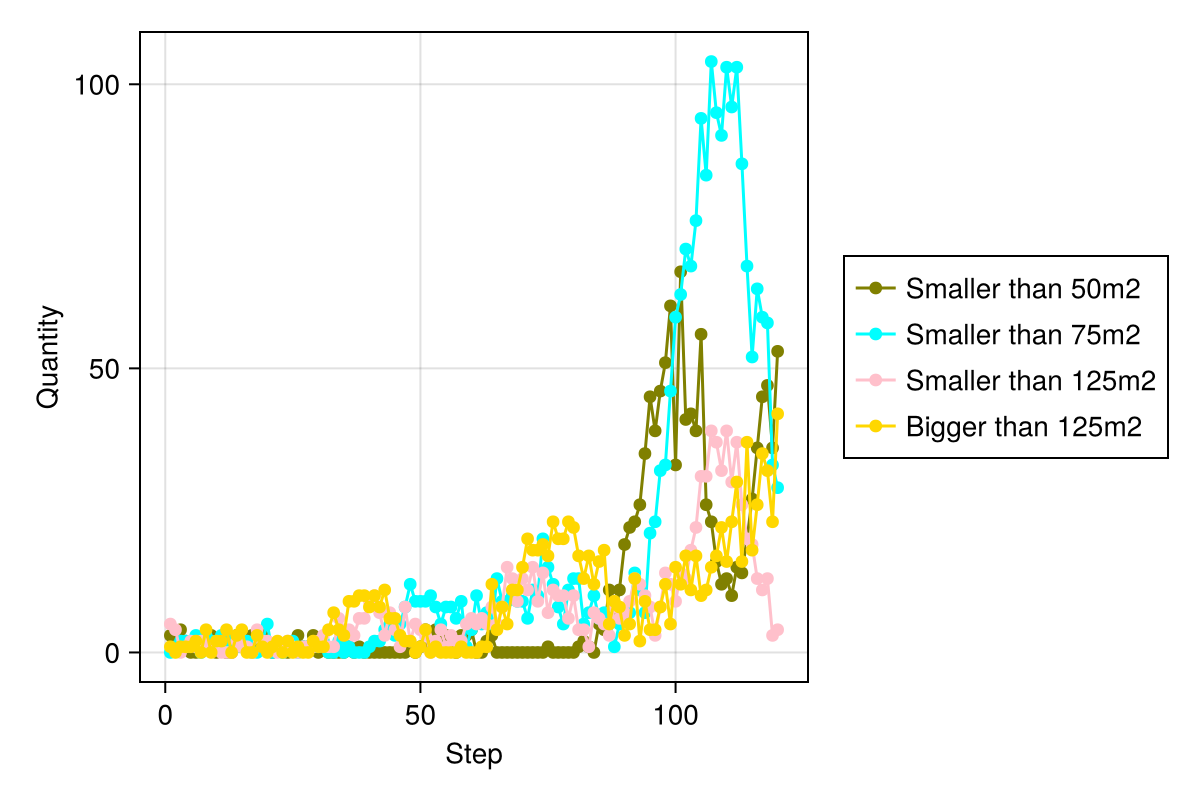 100
50
0
Quantity
0
50
100
Step
Smaller than 50m2
Smaller than 75m2
Smaller than 125m2
Bigger than 125m2